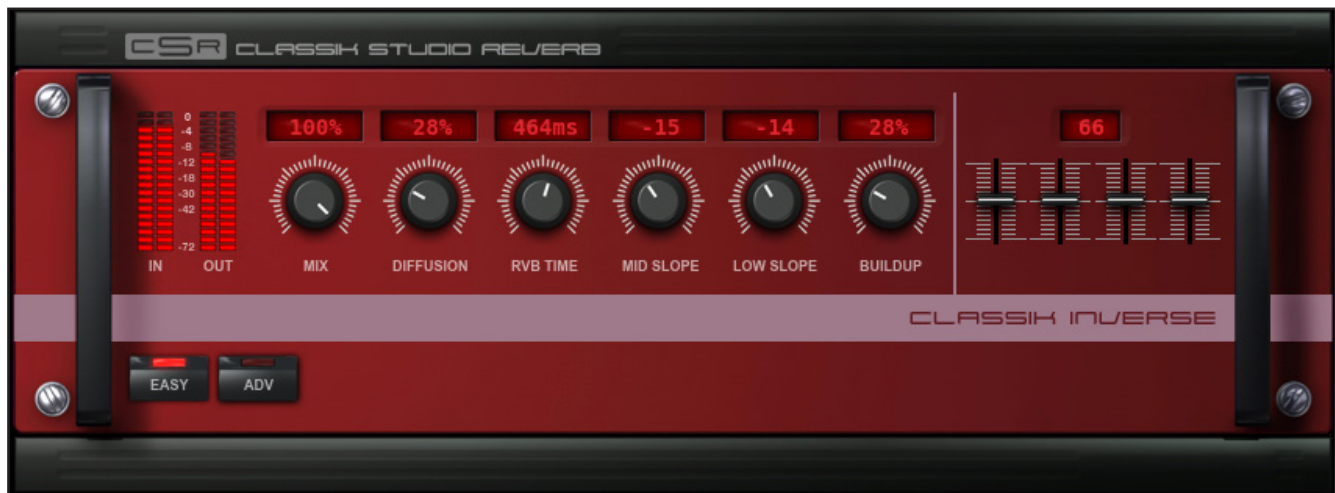 CSR CLASSIK STUDIO REVERB
0
-4
-8
-12
-18
-30
-42
-72
IN OUT
100% 28% 464ms -15 -14 28% 66
MIX DIFFUSION RVB TIME MID SLOPE LOW SLOPE BUILDUP
CLASSIK INVERSE
EASY ADV